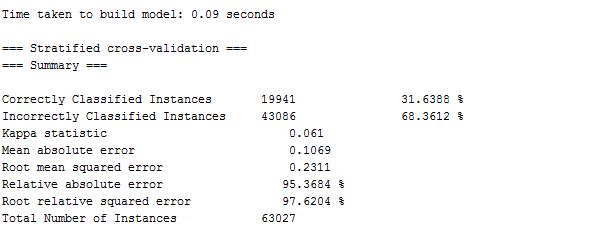 Time taken to build model: 0.09 seconds
=== Stratified cross-validation ===
=== Summary ===
Correctly Classified Instances 19941 31.6388 %
Incorrectly Classified Instances 43086 68.3612 %
Kappa statistic 0.061
Mean absolute error 0.1069
Root mean squared error 0.2311
Relative absolute error 95.3684 %
Root relative squared error 97.6204 %
Total Number of Instances 63027